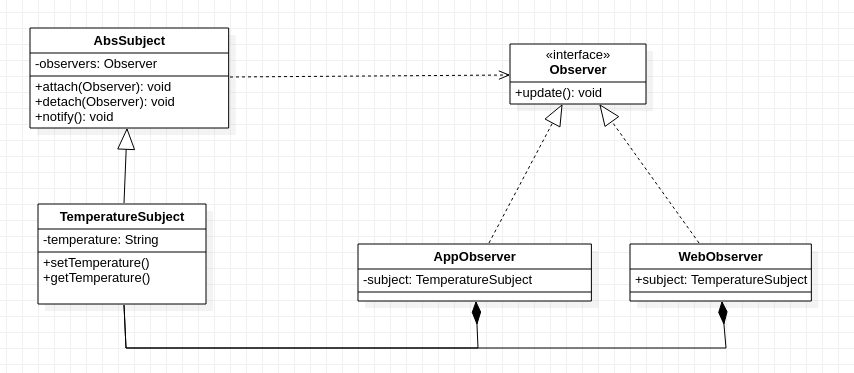 AbsSubject
-observers: Observer
+attach(Observer): void
+detach(Observer): void
+notify(): void
«interface»
Observer
+update(): void
TemperatureSubject
-temperature: String
+setTemperature()
+getTemperature()
AppObserver
-subject: TemperatureSubject
WebObserver
+subject: TemperatureSubject